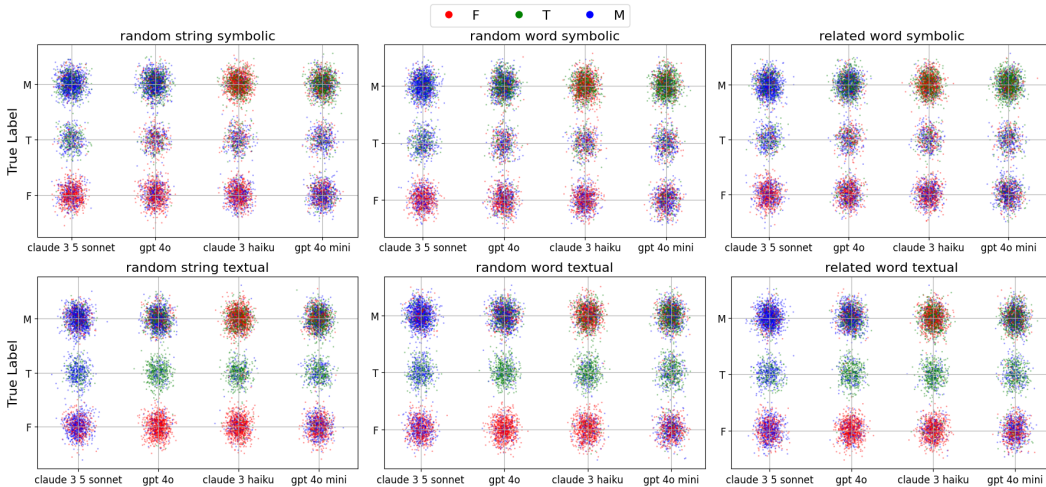 F T M
random string symbolic
random word symbolic
related word symbolic
True Label
M
T
F
M
T
F
M
T
F
claude 3 5 sonnet gpt 4o claude 3 haiku gpt 4o mini
claude 3 5 sonnet gpt 4o claude 3 haiku gpt 4o mini
claude 3 5 sonnet gpt 4o claude 3 haiku gpt 4o mini
random string textual
random word textual
related word textual
True Label
M
T
F
M
T
F
M
T
F
claude 3 5 sonnet gpt 4o claude 3 haiku gpt 4o mini
claude 3 5 sonnet gpt 4o claude 3 haiku gpt 4o mini
claude 3 5 sonnet gpt 4o claude 3 haiku gpt 4o mini